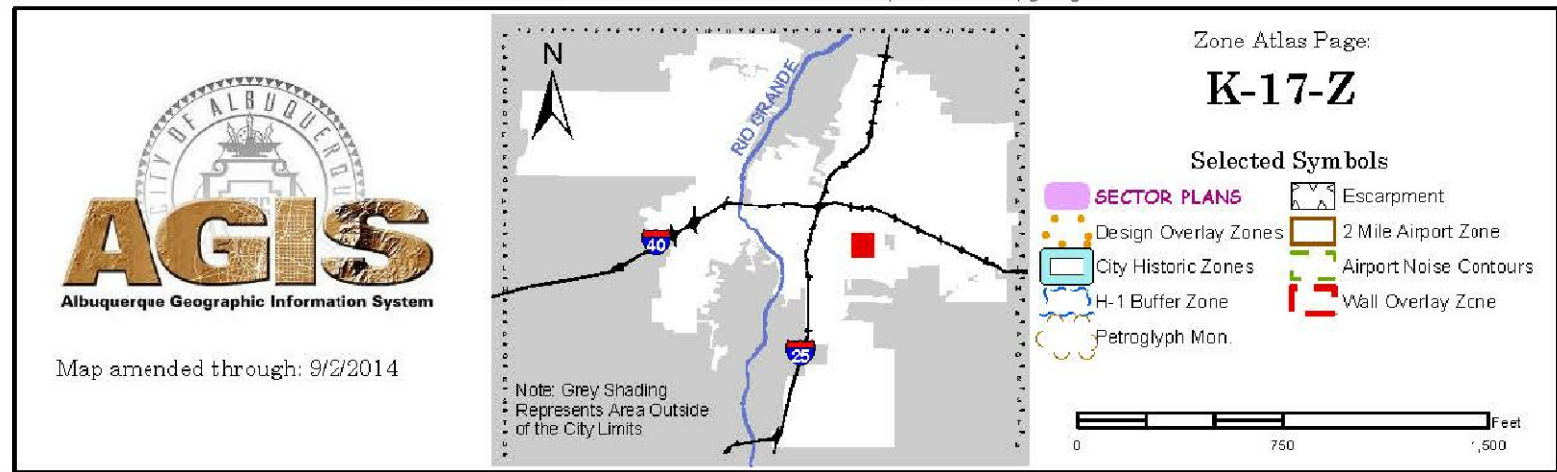 CITY OF ALBUQUERQUE
AGIS
Albuquerque Geographic Information System
Map amended through: 9/2/2014
N
RIO GRANDE
40
25
Note: Grey Shading
Represents Area Outside
of the City Limits
Zone Atlas Page:
K-17-Z
Selected Symbols
SECTOR PLANS
Design Overlay Zones
City Historic Zones
H-1 Buffer Zone
Petroglyph Mon.
Escarpment
2 Mile Airport Zone
Airport Noise Contours
Wall Overlay Zone
Feet
0 750 1,500